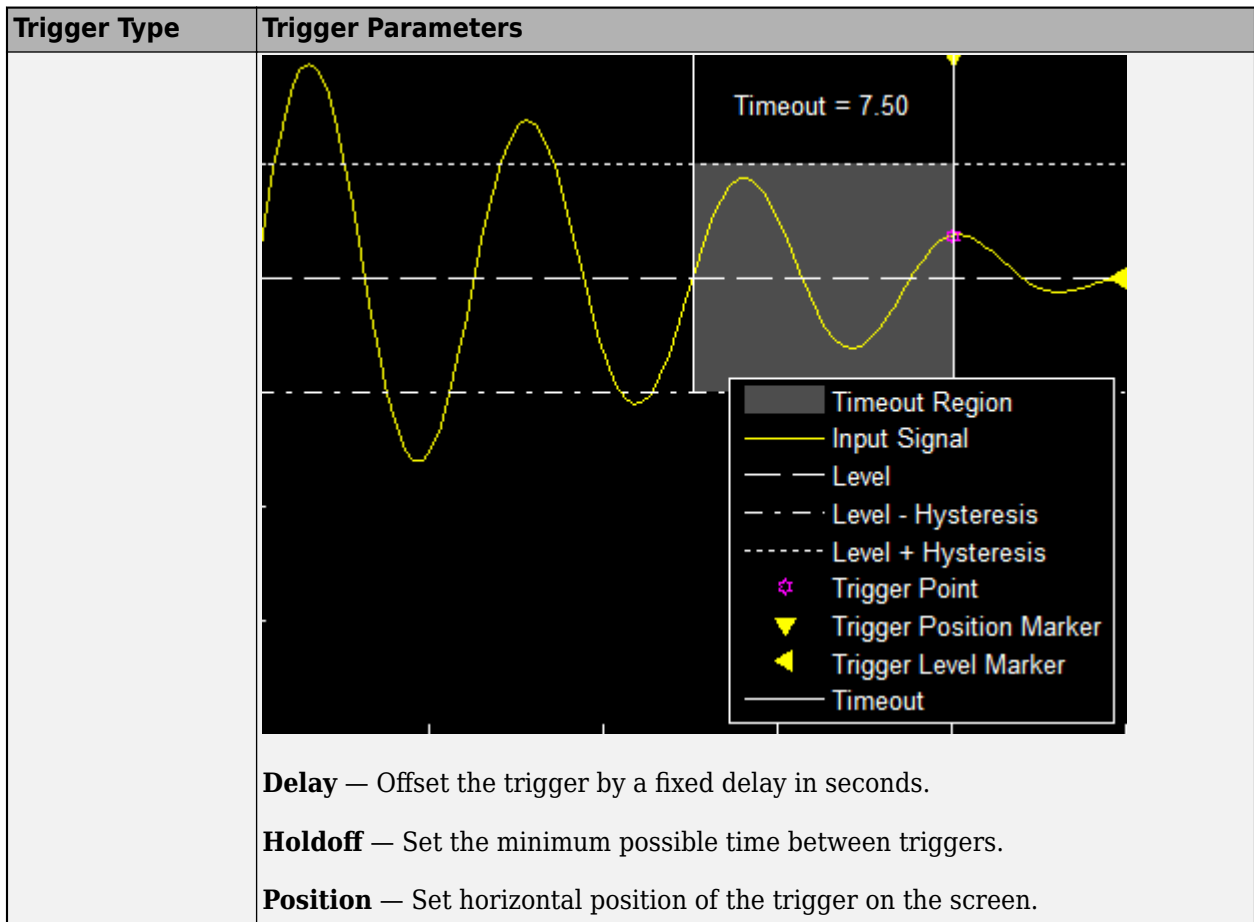 Trigger Type
Trigger Parameters
Timeout = 7.50
Timeout Region
Input Signal
Level
Level - Hysteresis
Level + Hysteresis
Trigger Point
Trigger Position Marker
Trigger Level Marker
Timeout
Delay — Offset the trigger by a fixed delay in seconds.
Holdoff — Set the minimum possible time between triggers.
Position — Set horizontal position of the trigger on the screen.